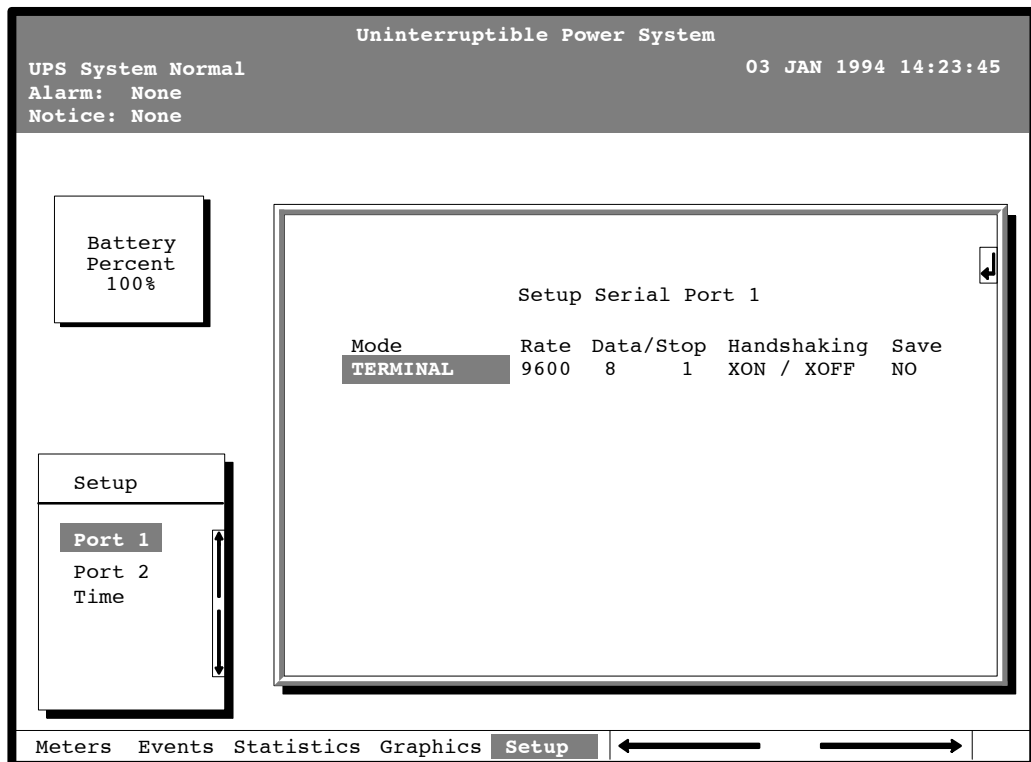 Uninterruptible Power System
UPS System Normal 03 JAN 1994 14:23:45
Alarm: None
Notice: None
Battery
Percent
100%
Setup Serial Port 1
Mode Rate Data/Stop Handshaking Save
TERMINAL 9600 8 1 XON / XOFF NO
Setup
Port 1
Port 2
Time
Meters Events Statistics Graphics Setup